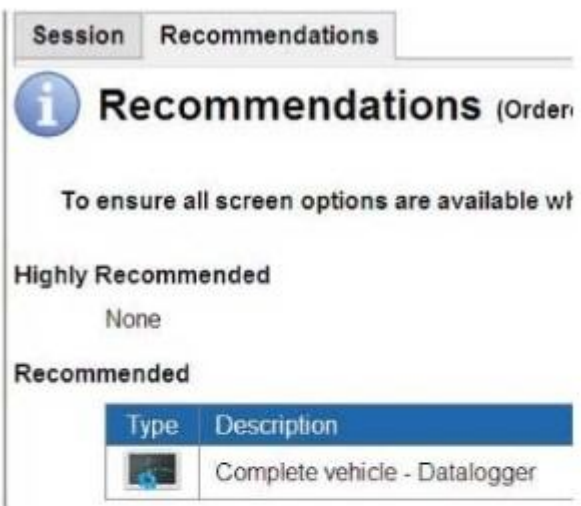 Session Recommendations
Recommendations (Order
To ensure all screen options are available
Highly Recommended
None
Recommended
Type Description
Complete vehicle - Datalogger